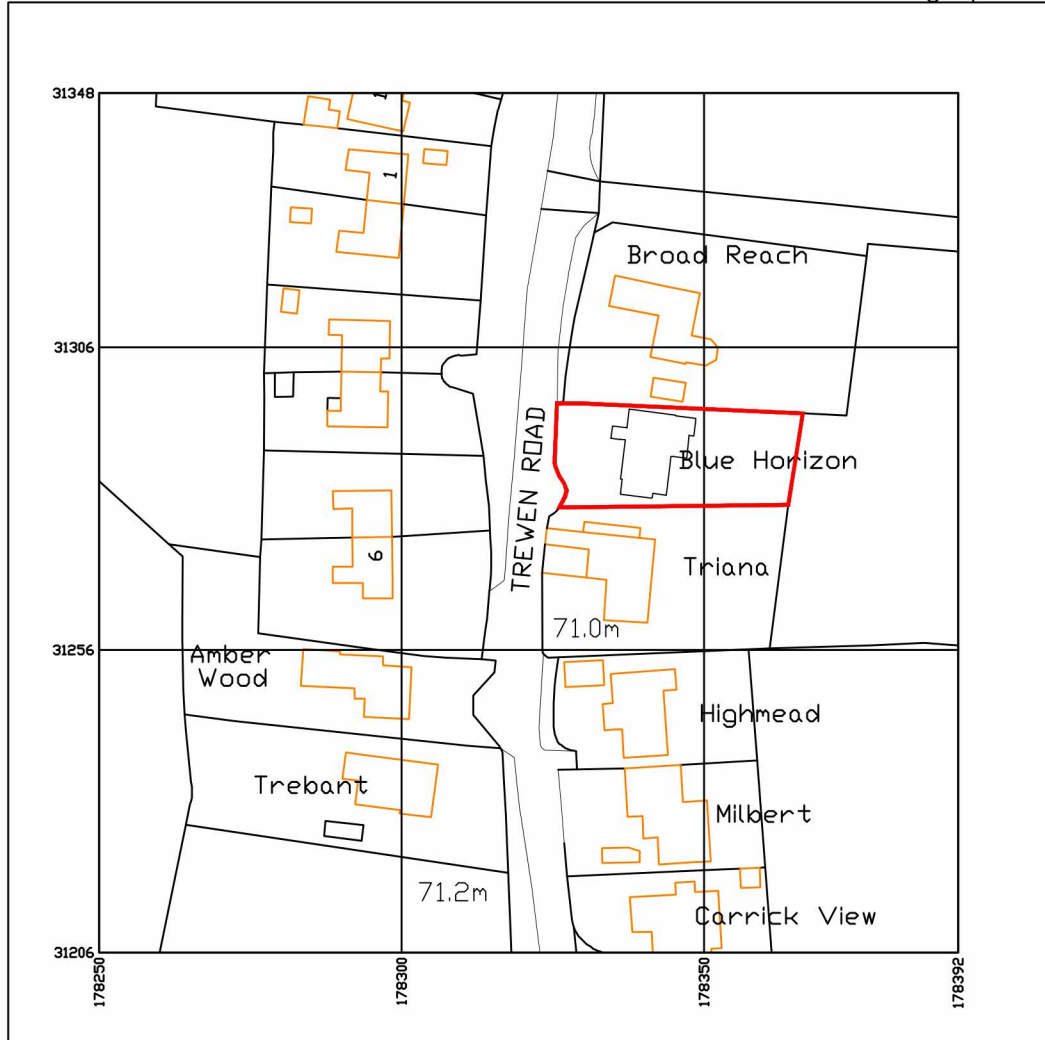 31348
1
1
Broad Reach
31306
TREWEN ROAD
Blue Horizon
6
Triana
71.0m
31256
Amber
Wood
Highmead
Trebant
Milbert
71.2m
Carrick View
31206
178250
178300
178350
178392